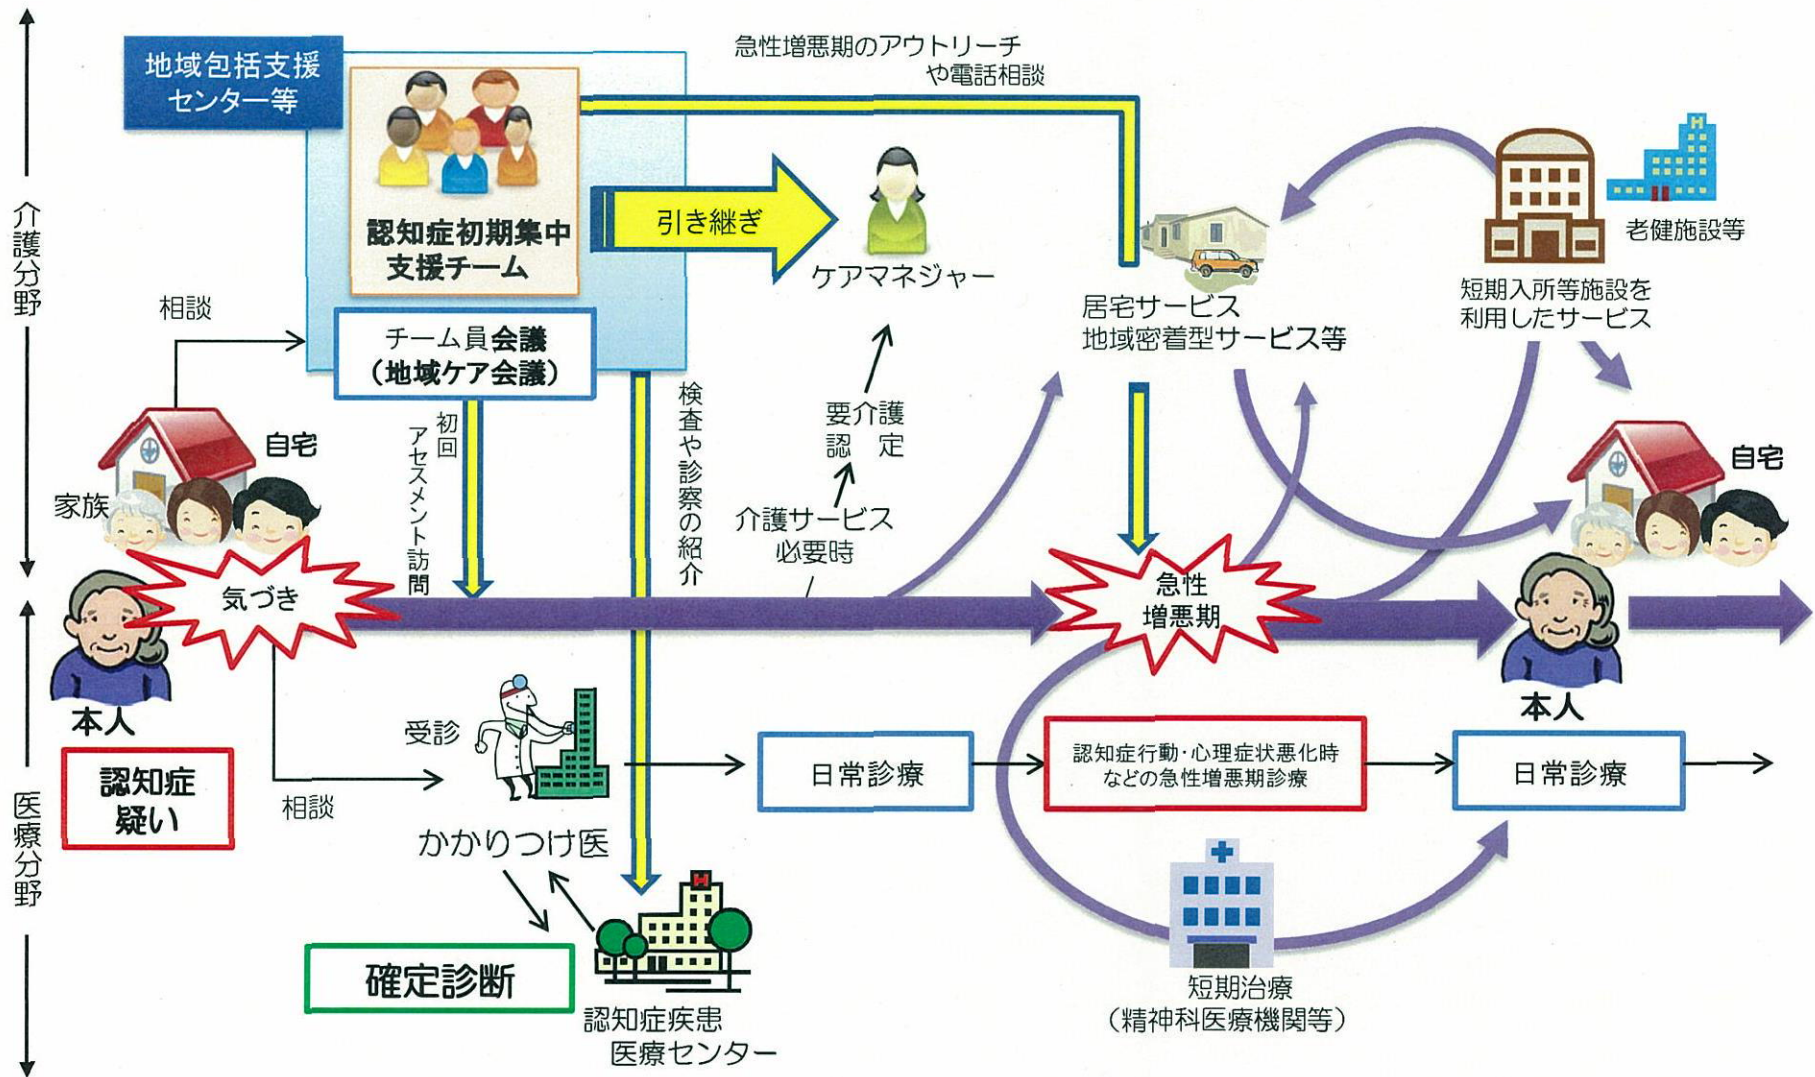 急性増悪期のアウトリーチ
や電話相談
地域包括支援
センター等
認知症初期集中
支援チーム
引き継ぎ
ケアマネジャー
老健施設等
短期入所等施設を
利用したサービス
居宅サービス
地域密着型サービス等
介護分野
相談
チーム員会議
(地域ケア会議)
初回
アセスメント訪問
検査や診察の紹介
要介護
認　定
介護サービス
必要時
自宅
家族
気づき
急性
増悪期
自宅
本人
本人
認知症
疑い
医療分野
相談
受診
かかりつけ医
日常診療
認知症行動・心理症状悪化時
などの急性増悪期診療
日常診療
確定診断
認知症疾患
医療センター
H
H
短期治療
(精神科医療機関等)